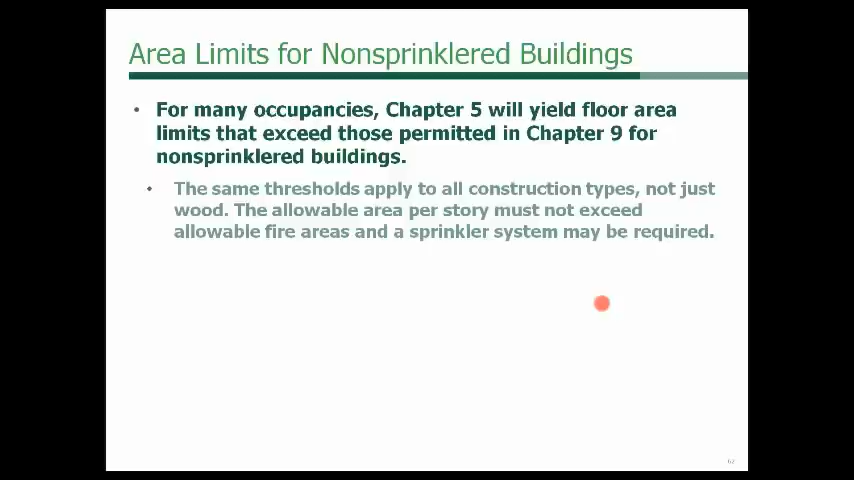 Area Limits for Nonsprinklered Buildings
• For many occupancies, Chapter 5 will yield floor area
limits that exceed those permitted in Chapter 9 for
nonsprinklered buildings.
• The same thresholds apply to all construction types, not just
wood. The allowable area per story must not exceed
allowable fire areas and a sprinkler system may be required.